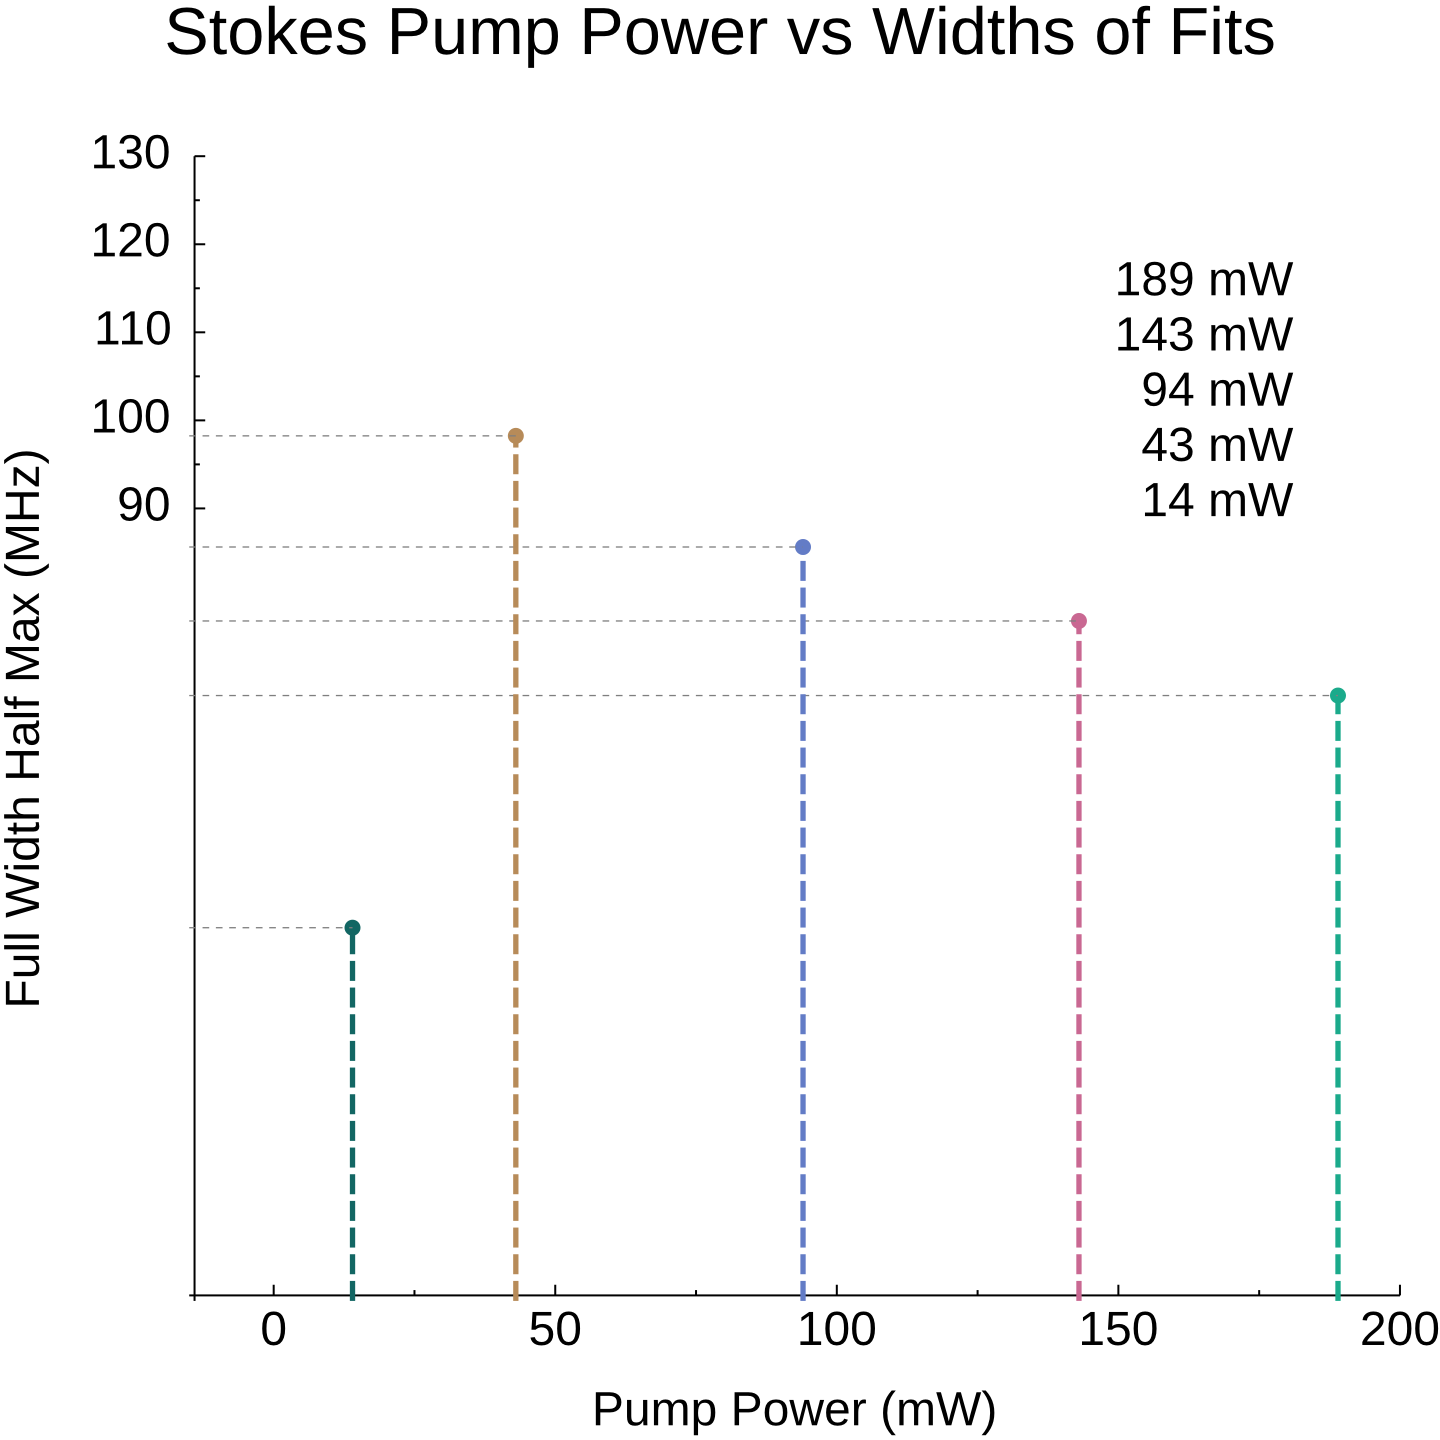 Stokes Pump Power vs Widths of Fits
130
120
110
100
90
189 mW
143 mW
94 mW
43 mW
14 mW
Full Width Half Max (MHz)
0 50 100 150 200
Pump Power (mW)